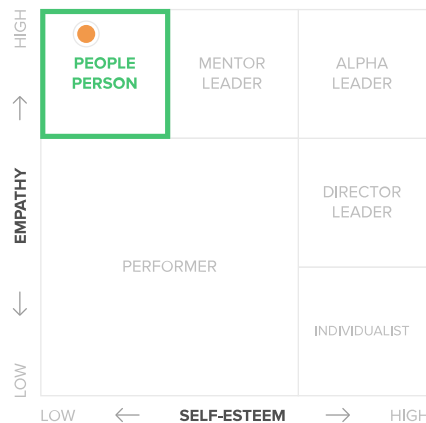 HIGH
PEOPLE
PERSON
MENTOR
LEADER
ALPHA
LEADER
EMPATHY
DIRECTOR
LEADER
PERFORMER
INDIVIDUALIST
LOW
LOW
SELF-ESTEEM
HIGH